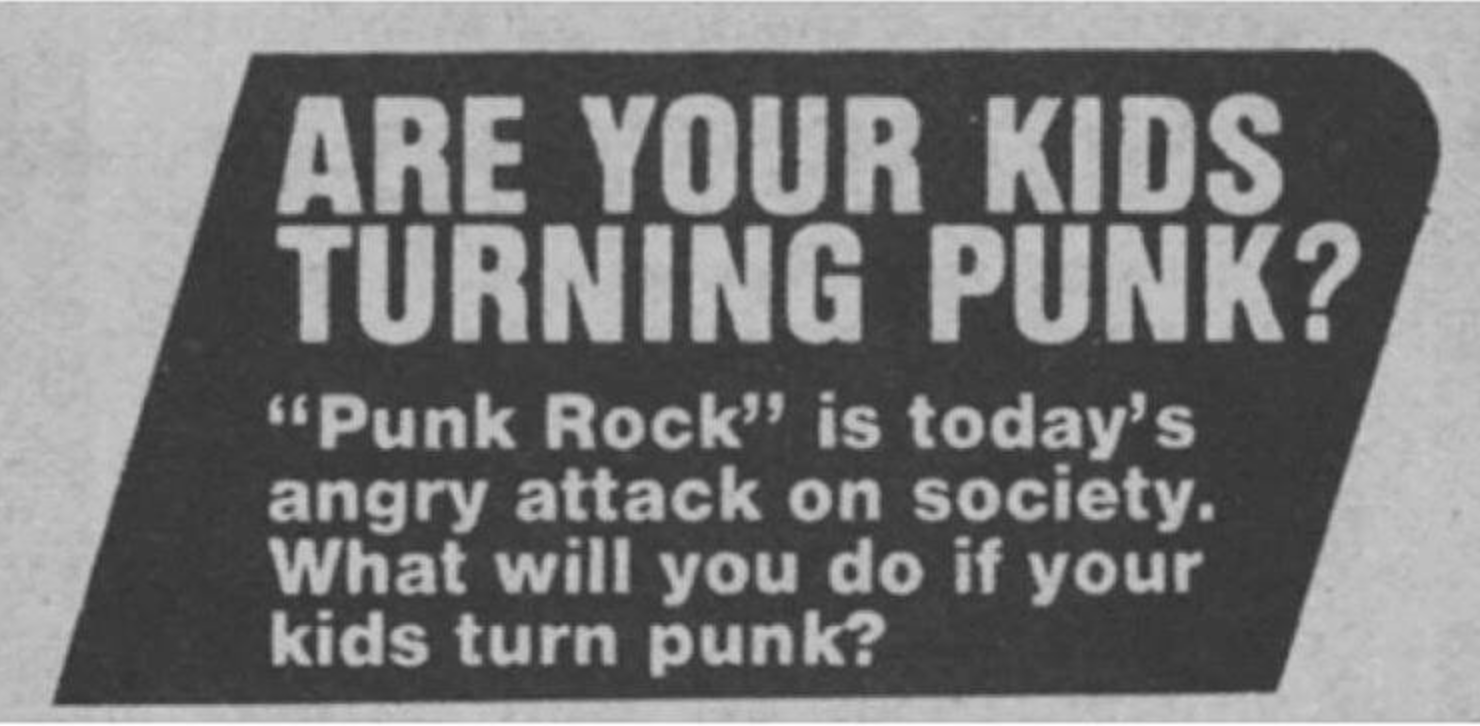 ARE YOUR KIDS
TURNING PUNK?
“Punk Rock” is today’s
angry attack on society.
What will you do if your
kids turn punk?